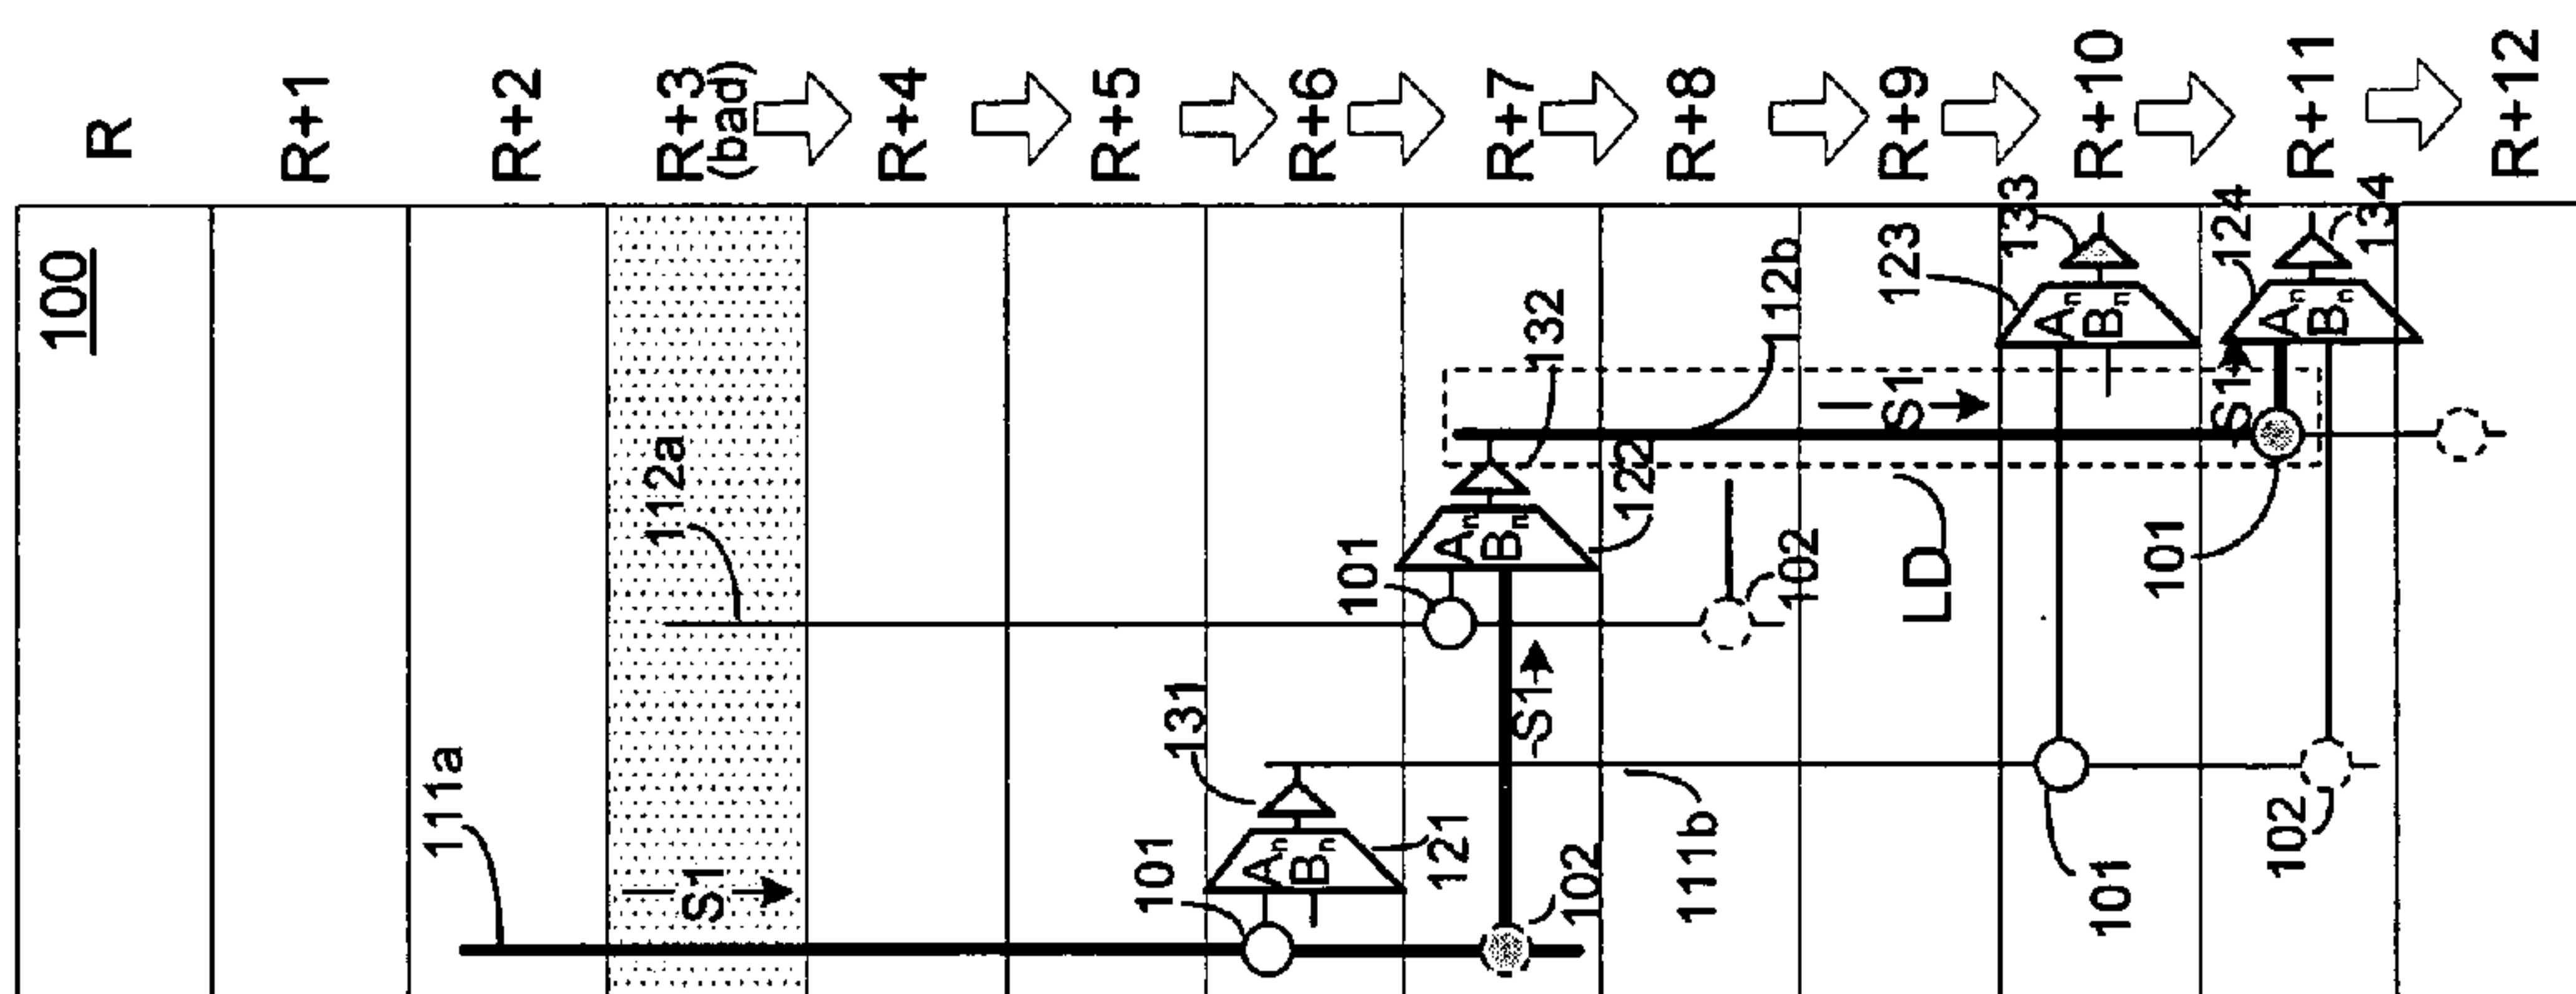 R
R+1
R+2
R+3
(bad)
R+4
R+5
R+6
R+7
R+8
R+9
R+10
R+11
R+12
100
111a
S1
112a
101
131
A n
B n
121
102
S1
101
A n
B n
122
132
112b
102
111b
LD
S1
123
133
A n
B n
101
S1
124
134
A n
B n
101
102